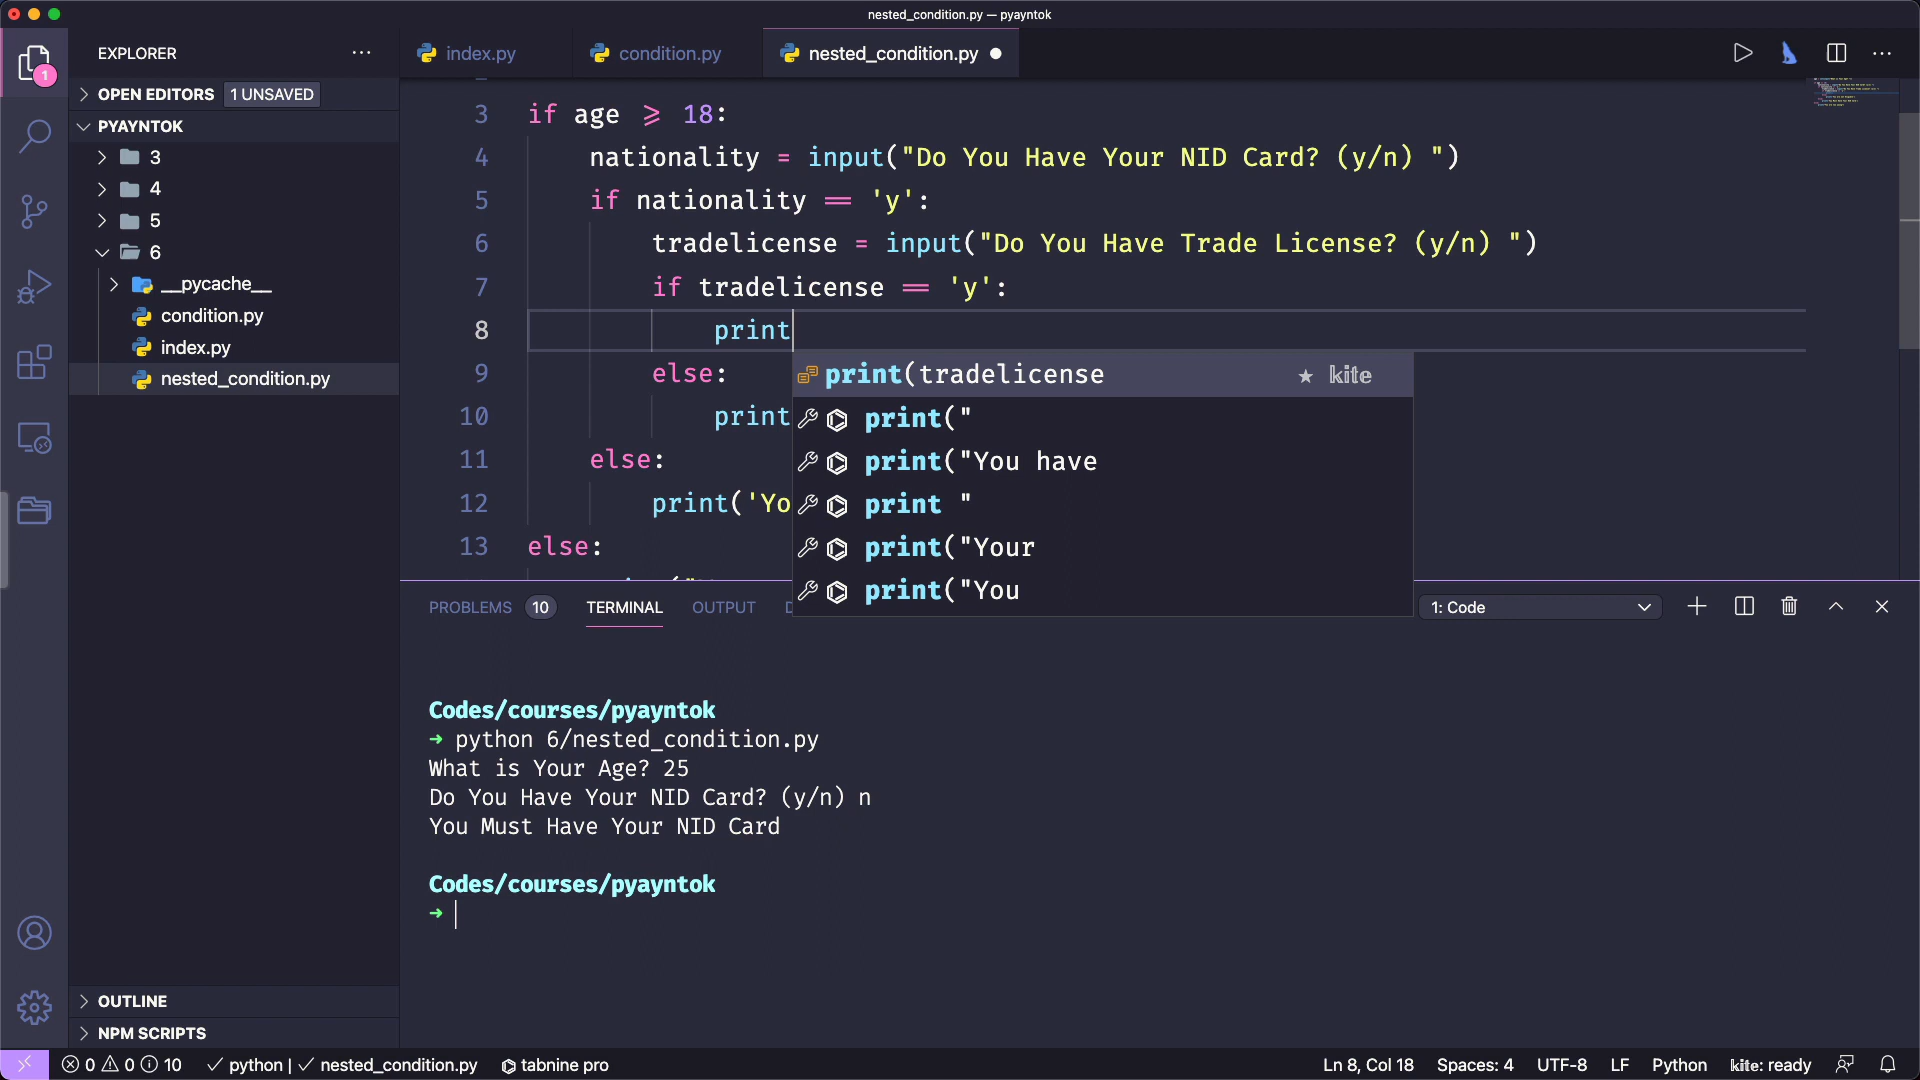 nested_condition.py — pyayntok
EXPLORER
1
OPEN EDITORS 1 UNSAVED
PYAYNTOK
3
4
5
6
__pycache__
condition.py
index.py
nested_condition.py
OUTLINE
NPM SCRIPTS
index.py condition.py nested_condition.py
3 if age >= 18:
4 nationality = input("Do You Have Your NID Card? (y/n) ")
5 if nationality == 'y':
6 tradelicense = input("Do You Have Trade License? (y/n) ")
7 if tradelicense == 'y':
8 print
9 else:
10 print
11 else:
12 print('Yo
13 else:
print(tradelicense ★ kite
print("
print("You have
print "
print("Your
print("You
PROBLEMS 10 TERMINAL OUTPUT
1: Code
Codes/courses/pyayntok
➜ python 6/nested_condition.py
What is Your Age? 25
Do You Have Your NID Card? (y/n) n
You Must Have Your NID Card
Codes/courses/pyayntok
➜
0 0 10 ✓ python | ✓ nested_condition.py tabnine pro
Ln 8, Col 18 Spaces: 4 UTF-8 LF Python kite: ready